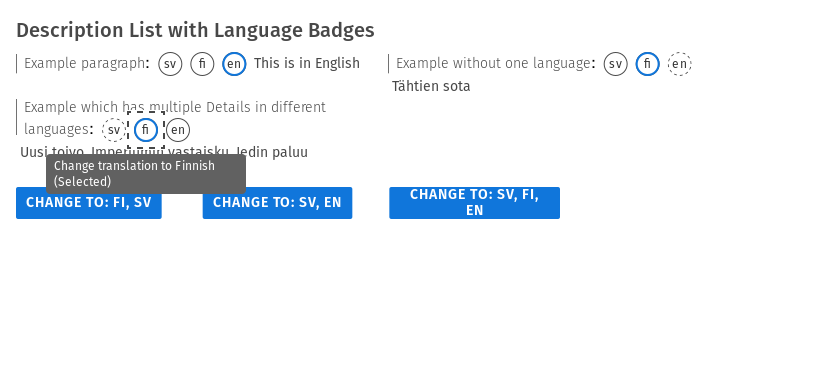 Description List with Language Badges
Example paragraph: sv fi en This is in English
Example without one language: sv fi en
Tähtien sota
Example which has multiple Details in different
languages: sv fi en
Uusi toivo, vastaisku, Jedin paluu
Change translation to Finnish
(Selected)
CHANGE TO: FI, SV
CHANGE TO: SV, EN
CHANGE TO: SV, FI,
EN